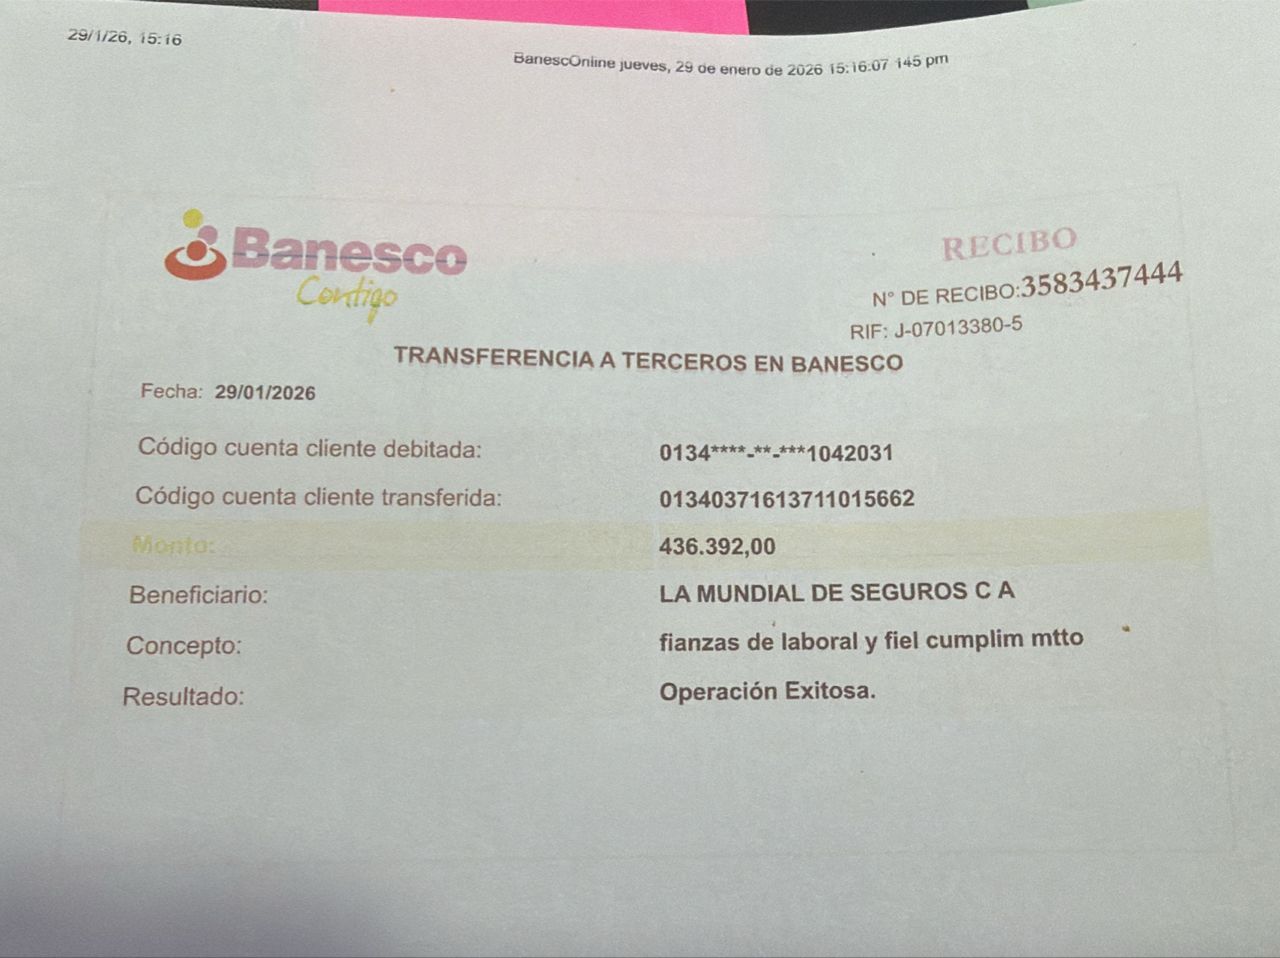 29/1/26, 15:16
BanescOnline jueves, 29 de enero de 2026 15:16:07 145 pm
Banesco
Contigo
RECIBO
N° DE RECIBO:3583437444
RIF: J-07013380-5
TRANSFERENCIA A TERCEROS EN BANESCO
Fecha: 29/01/2026
Código cuenta cliente debitada: 0134****-**-***1042031
Código cuenta cliente transferida: 01340371613711015662
Monto: 436.392,00
Beneficiario: LA MUNDIAL DE SEGUROS C A
Concepto: fianzas de laboral y fiel cumplim mtto
Resultado: Operación Exitosa.